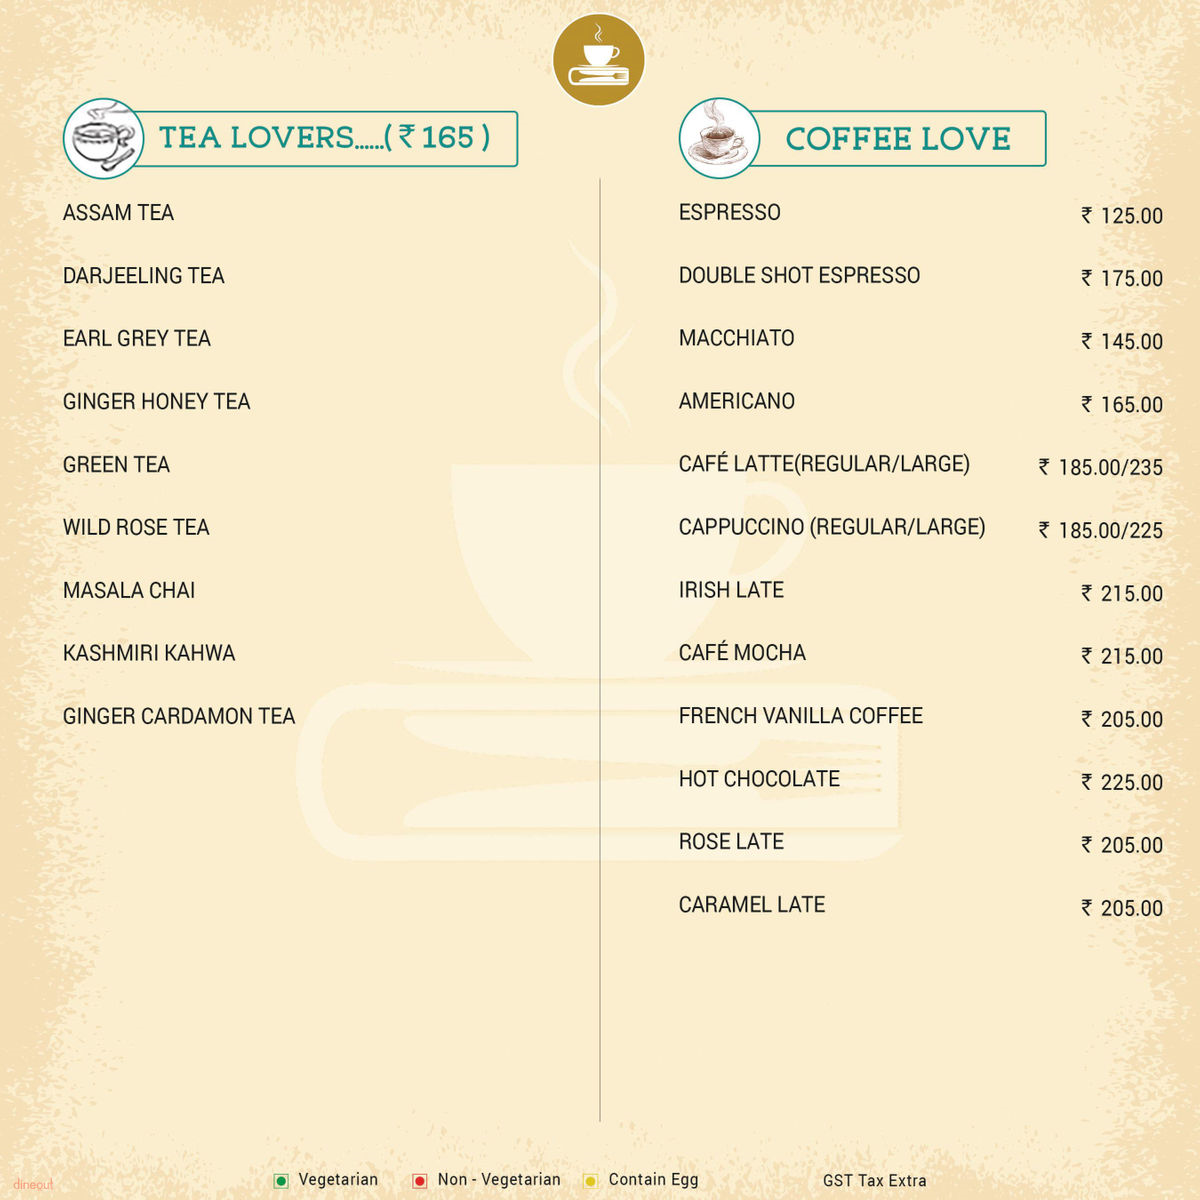 TEA LOVERS......( ₹ 165 )
ASSAM TEA
DARJEELING TEA
EARL GREY TEA
GINGER HONEY TEA
GREEN TEA
WILD ROSE TEA
MASALA CHAI
KASHMIRI KAHWA
GINGER CARDAMON TEA
COFFEE LOVE
ESPRESSO ₹ 125.00
DOUBLE SHOT ESPRESSO ₹ 175.00
MACCHIATO ₹ 145.00
AMERICANO ₹ 165.00
CAFÉ LATTE(REGULAR/LARGE) ₹ 185.00/235
CAPPUCCINO (REGULAR/LARGE) ₹ 185.00/225
IRISH LATE ₹ 215.00
CAFÉ MOCHA ₹ 215.00
FRENCH VANILLA COFFEE ₹ 205.00
HOT CHOCOLATE ₹ 225.00
ROSE LATE ₹ 205.00
CARAMEL LATE ₹ 205.00
Vegetarian Non - Vegetarian Contain Egg GST Tax Extra
dineout